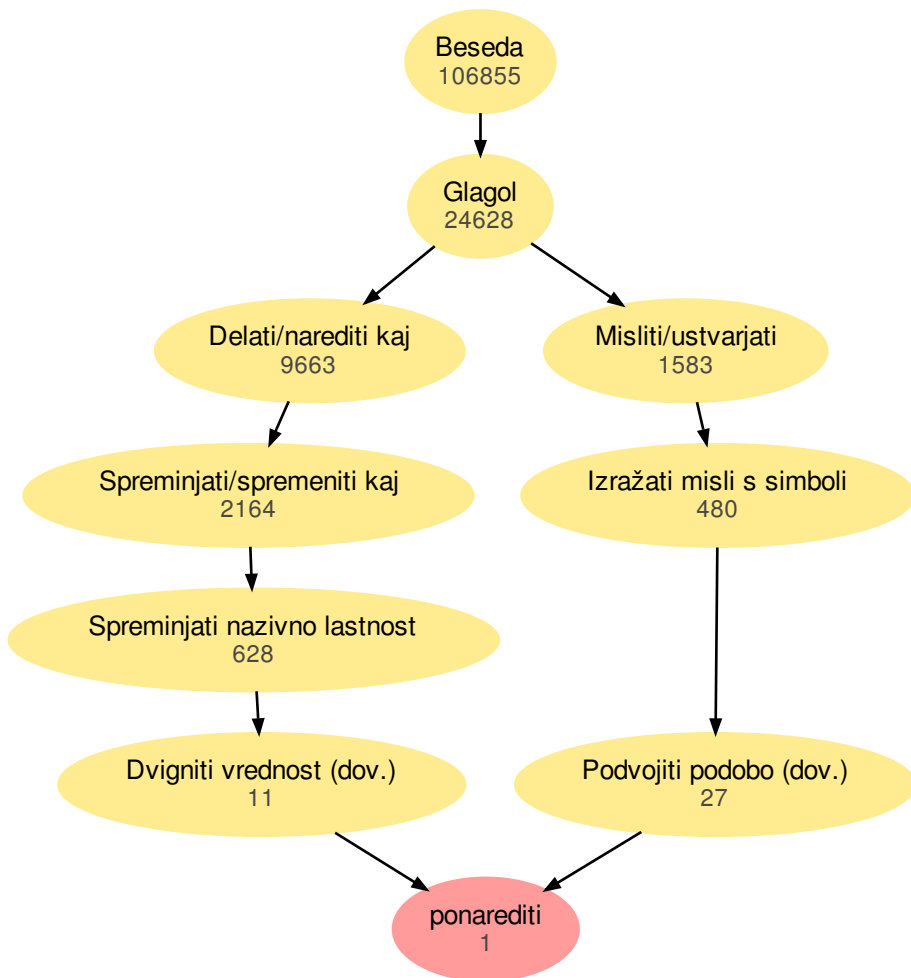 Beseda
106855
Glagol
24628
Delati/narediti kaj
9663
Misliti/ustvarjati
1583
Spreminjati/spremeniti kaj
2164
Izražati misli s simboli
480
Spreminjati nazivno lastnost
628
Dvigniti vrednost (dov.)
11
Podvojiti podobo (dov.)
27
ponarediti
1